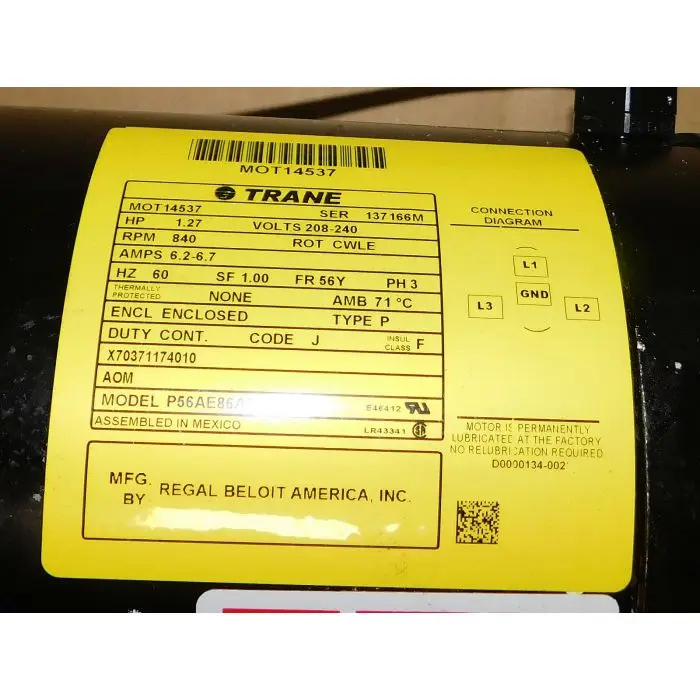 MOT14537
TRANE
MOT14537 SER 137166M
HP 1.27 VOLTS 208-240
RPM 840 ROT CWLE
AMPS 6.2-6.7
HZ 60 SF 1.00 FR 56Y PH 3
THERMALLY PROTECTED NONE AMB 71 °C
ENCL ENCLOSED TYPE P
DUTY CONT. CODE J INSUL CLASS F
X70371174010
AOM
MODEL P56AE86A E46412
ASSEMBLED IN MEXICO LR43341
MFG. BY REGAL BELOIT AMERICA, INC.
CONNECTION
DIAGRAM
L1
GND
L3 L2
MOTOR IS PERMANENTLY
LUBRICATED AT THE FACTORY
NO RELUBRICATION REQUIRED
D0000134-002